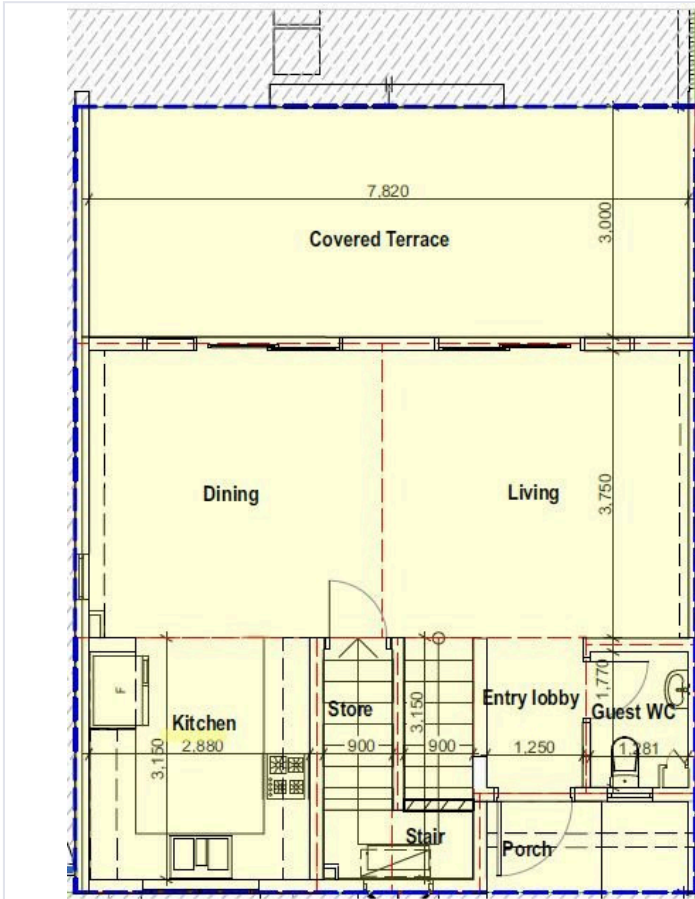 7,820
3,000
Covered Terrace
3,750
Dining
Living
F
Kitchen
3,150
2,880
Store
900
3,150
900
Entry lobby
1,250
1,770
Guest WC
1,281
Stair
Porch